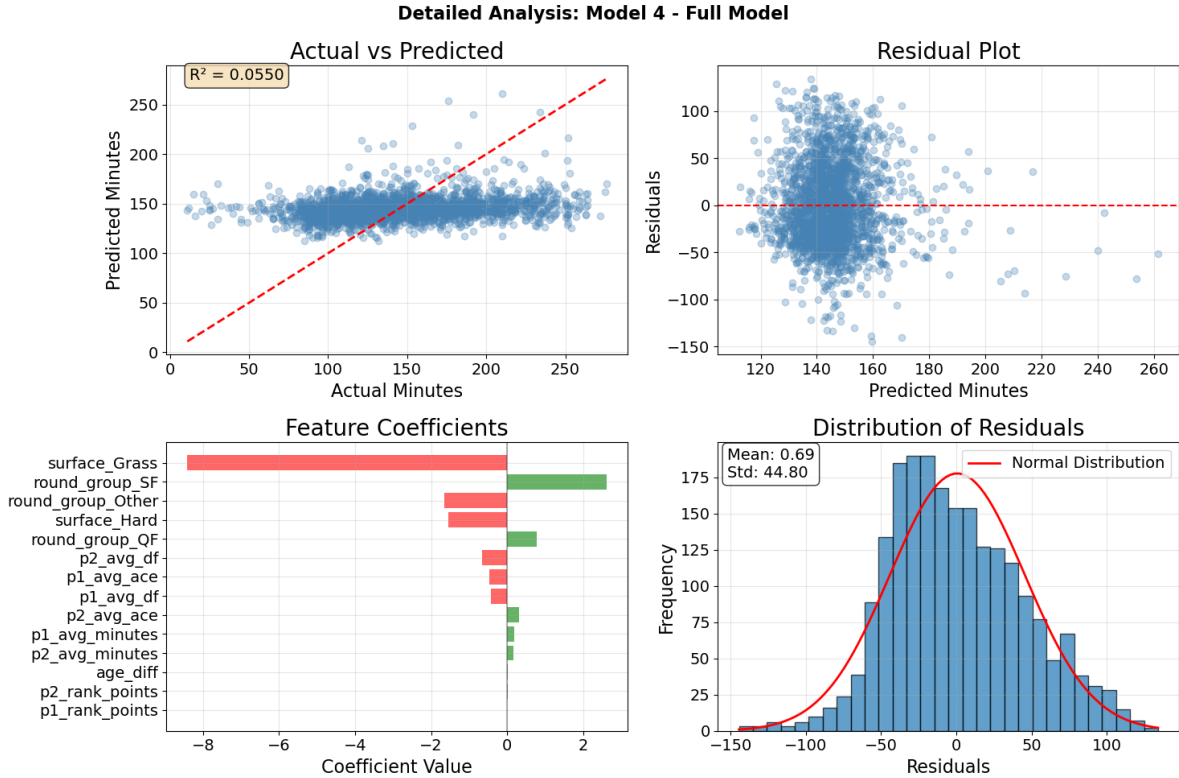 Detailed Analysis: Model 4 - Full Model
Actual vs Predicted
R² = 0.0550
Predicted Minutes
250
200
150
100
50
0
0 50 100 150 200 250
Actual Minutes
Residual Plot
Residuals
100
50
0
−50
−100
−150
120 140 160 180 200 220 240 260
Predicted Minutes
Feature Coefficients
surface_Grass
round_group_SF
round_group_Other
surface_Hard
round_group_QF
p2_avg_df
p1_avg_ace
p1_avg_df
p2_avg_ace
p1_avg_minutes
p2_avg_minutes
age_diff
p2_rank_points
p1_rank_points
−8 −6 −4 −2 0 2
Coefficient Value
Distribution of Residuals
Mean: 0.69
Std: 44.80
Normal Distribution
Frequency
175
150
125
100
75
50
25
0
−150 −100 −50 0 50 100
Residuals